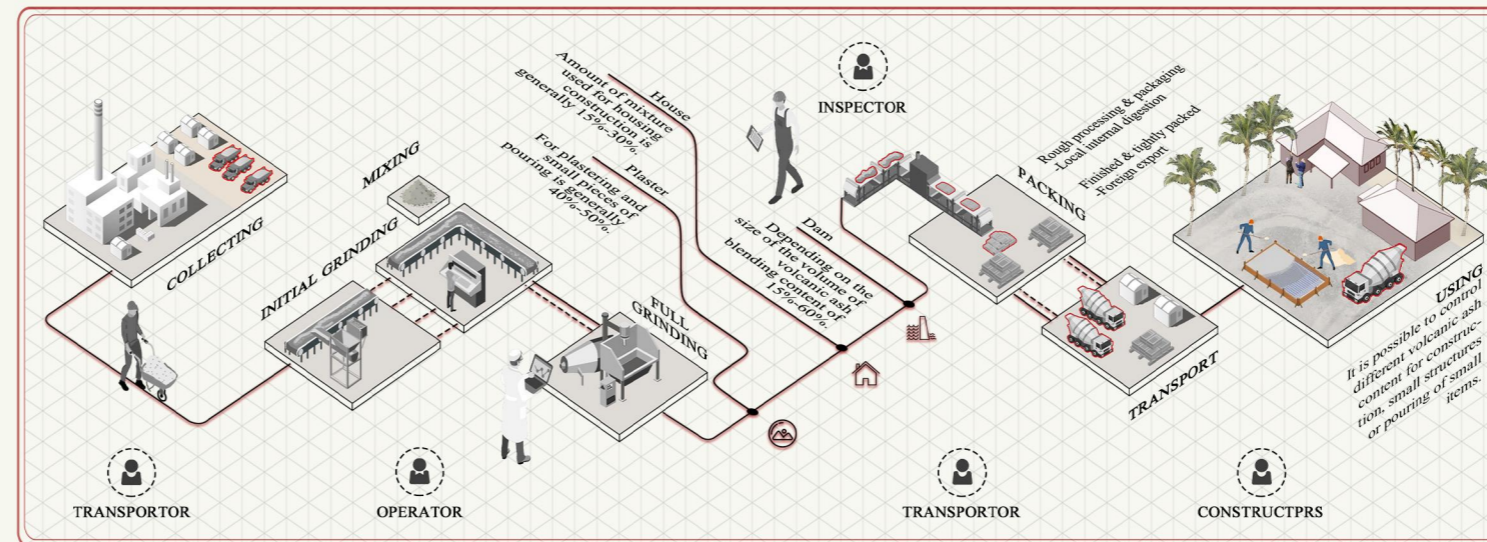 COLLECTING
TRANSPORTOR
INITIAL GRINDING
MIXING
OPERATOR
FULL
GRINDING
House
Amount of mixture
used for housing
construction is
generally 15%-30%.
Plaster
For plastering and
small pieces of
pouring is generally
40%-50%.
Dam
Depending on the
size of the volume of
volcanic ash
blending content of
15%-60%.
INSPECTOR
PACKING
Rough processing & packaging
-Local internal digestion
Finished & tightly packed
-Foreign export
TRANSPORT
TRANSPORTOR
USING
It is possible to control
different volcanic ash
content for construc-
tion, small structures
or pouring of small
items.
CONSTRUCTPRS